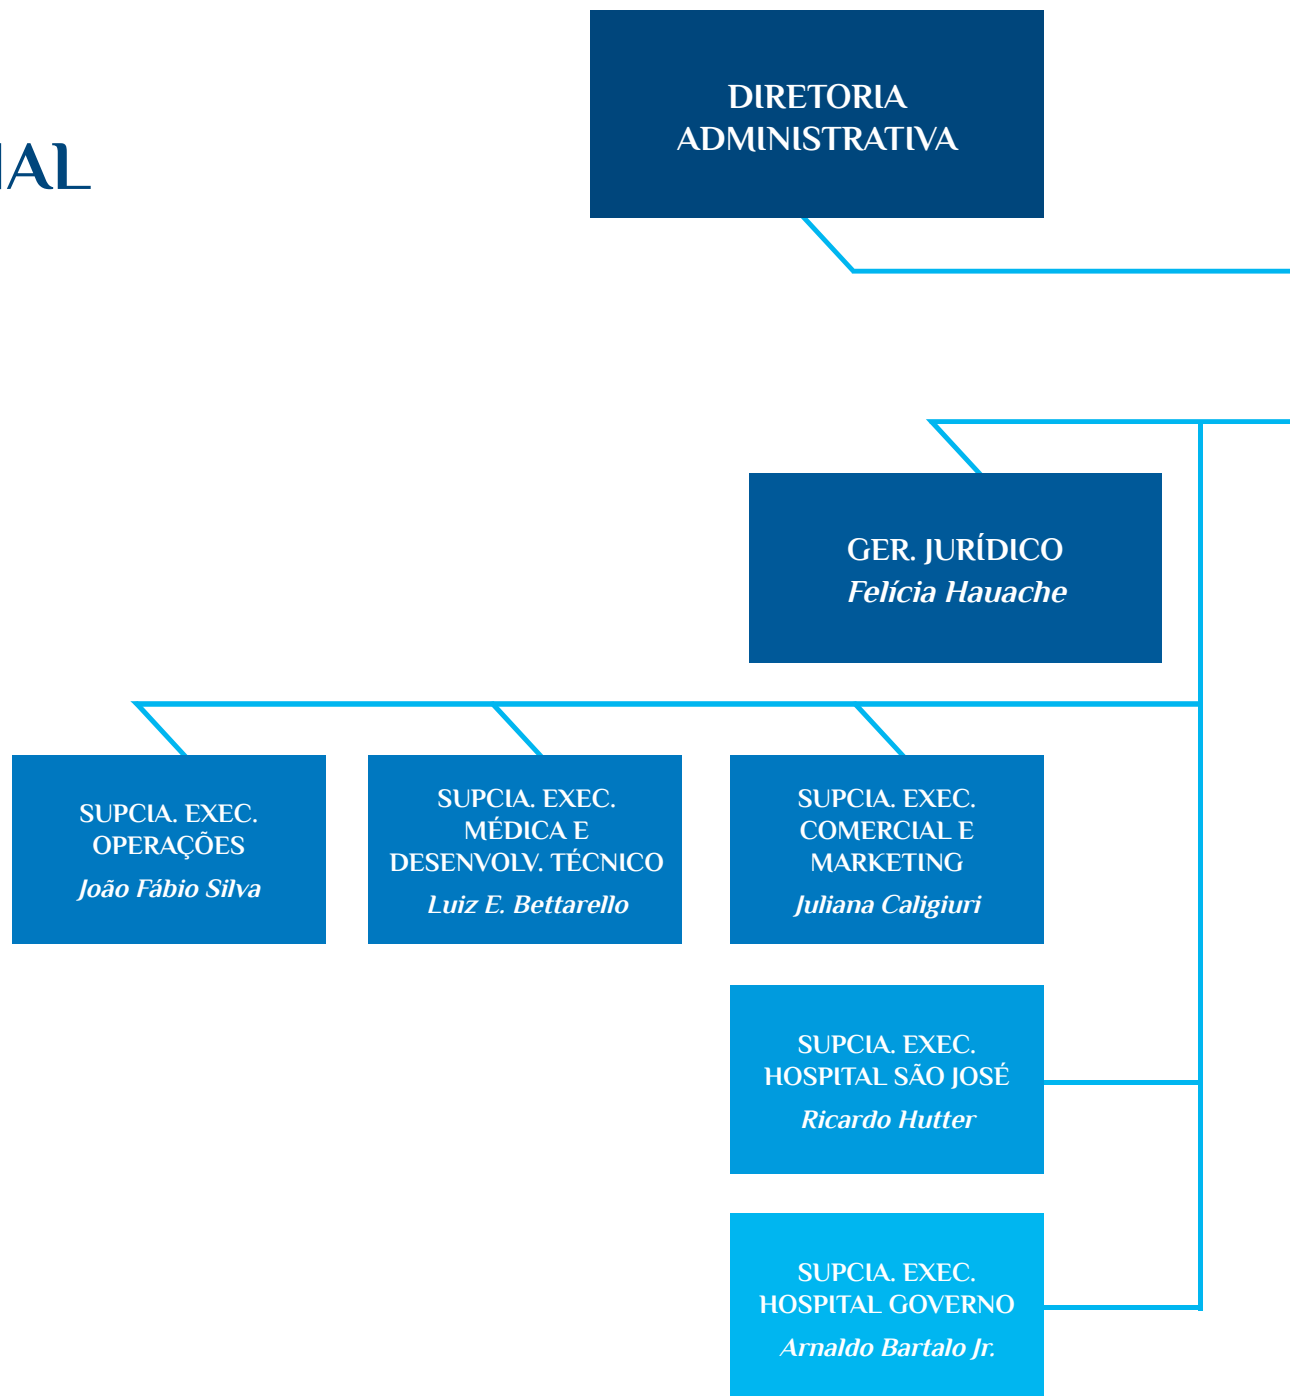 DIRETORIA
ADMINISTRATIVA
GER. JURÍDICO
Felícia Hauache
SUPCIA. EXEC.
OPERAÇÕES
João Fábio Silva
SUPCIA. EXEC.
MÉDICA E
DESENVOLV. TÉCNICO
Luiz E. Bettarello
SUPCIA. EXEC.
COMERCIAL E
MARKETING
Juliana Caligiuri
SUPCIA. EXEC.
HOSPITAL SÃO JOSÉ
Ricardo Hutter
SUPCIA. EXEC.
HOSPITAL GOVERNO
Arnaldo Bartalo Jr.